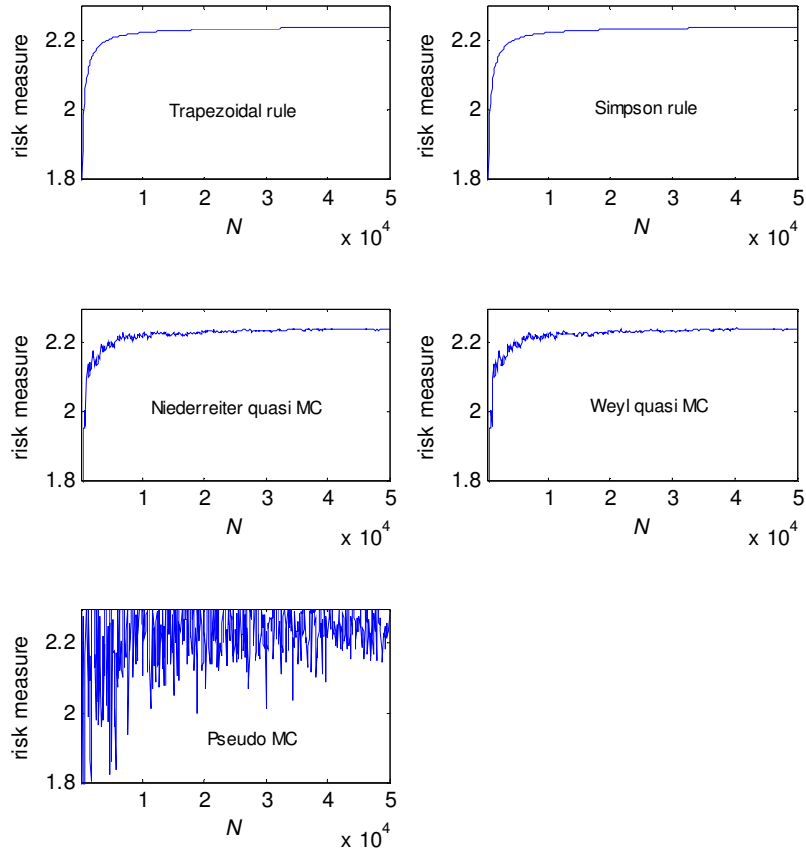 2.2
2
1.8
risk measure
Trapezoidal rule
1 2 3 4 5
N
x 10^4
2.2
2
1.8
risk measure
Simpson rule
1 2 3 4 5
N
x 10^4
2.2
2
1.8
risk measure
Niederreiter quasi MC
1 2 3 4 5
N
x 10^4
2.2
2
1.8
risk measure
Weyl quasi MC
1 2 3 4 5
N
x 10^4
2.2
2
1.8
risk measure
Pseudo MC
1 2 3 4 5
N
x 10^4